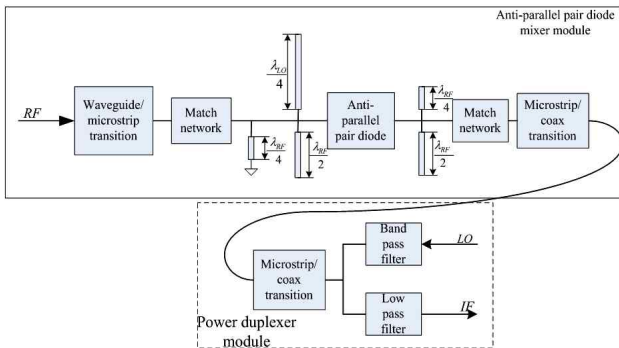 Anti-parallel pair diode
mixer module
RF
Waveguide/
microstrip
transition
Match
network
λRF
4
λLO
4
λRF
2
Anti-
parallel
pair diode
λRF
4
λRF
2
Match
network
Microstrip/
coax
transition
Microstrip/
coax
transition
Band
pass
filter
LO
Low
pass
filter
IF
Power duplexer
module